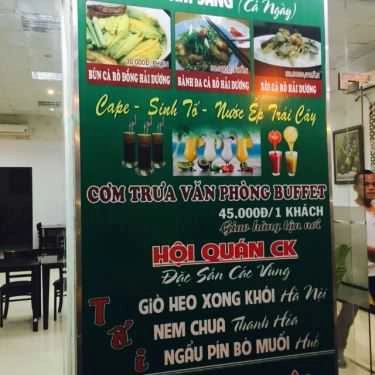 SÁNG (Cả Ngày)
BÚN CÁ RÔ ĐỒNG HẢI DƯƠNG
BÁNH ĐA CÁ RÔ HẢI DƯƠNG
XÔI CÁ RÔ HẢI DƯƠNG
Cafe - Sinh Tố - Nước Ép Trái Cây
CƠM TRƯA VĂN PHÒNG BUFFET
45,000Đ/1 KHÁCH
Giao hàng tận nơi
HỘI QUÁN CK
Đặc Sản Các Vùng
Tại
GIÒ HEO XONG KHÓI Hà Nội
NEM CHUA Thanh Hóa
NGẨU PÍN BÒ MUỐI Huế